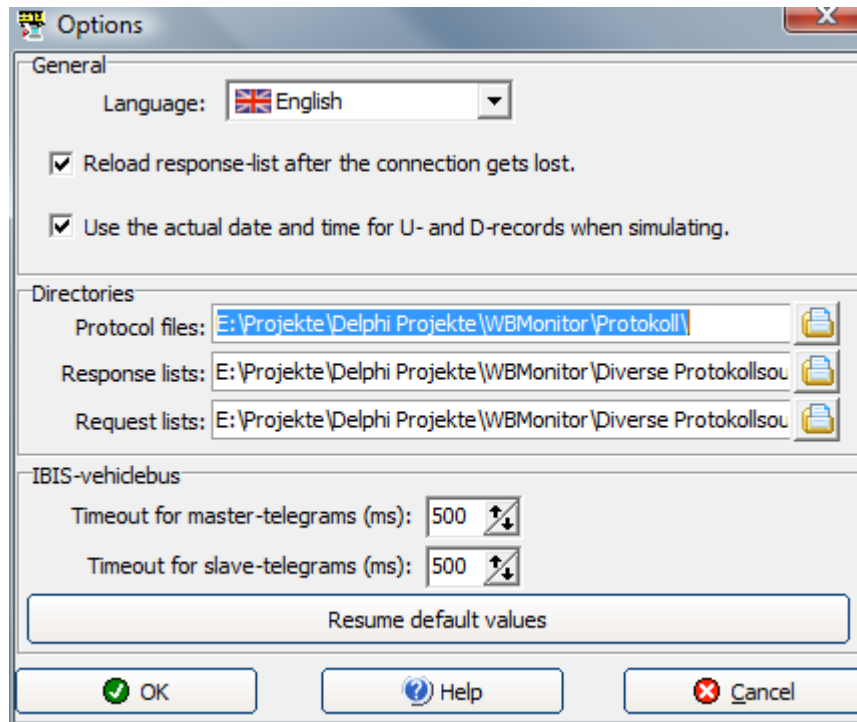 Options
General
Language: English
Reload response-list after the connection gets lost.
Use the actual date and time for U- and D-records when simulating.
Directories
Protocol files: E:\Projekte\Delphi Projekte\WBMonitor\Protokoll\
Response lists: E:\Projekte\Delphi Projekte\WBMonitor\Diverse Protokollsou
Request lists: E:\Projekte\Delphi Projekte\WBMonitor\Diverse Protokollsou
IBIS-vehiclebus
Timeout for master-telegrams (ms): 500
Timeout for slave-telegrams (ms): 500
Resume default values
OK Help Cancel